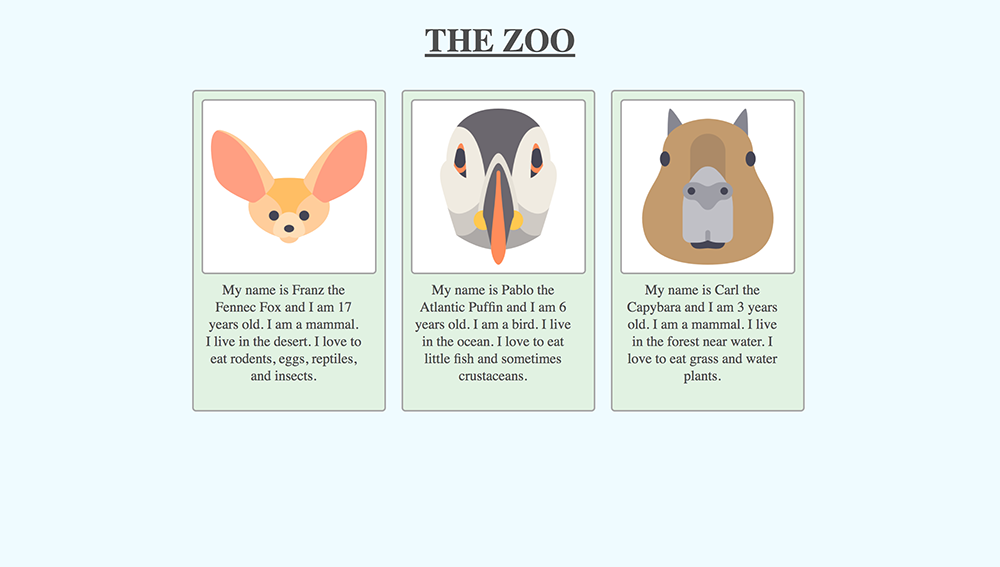 THE ZOO
My name is Franz the
Fennec Fox and I am 17
years old. I am a mammal.
I live in the desert. I love to
eat rodents, eggs, reptiles,
and insects.
My name is Pablo the
Atlantic Puffin and I am 6
years old. I am a bird. I live
in the ocean. I love to eat
little fish and sometimes
crustaceans.
My name is Carl the
Capybara and I am 3 years
old. I am a mammal. I live
in the forest near water. I
love to eat grass and water
plants.